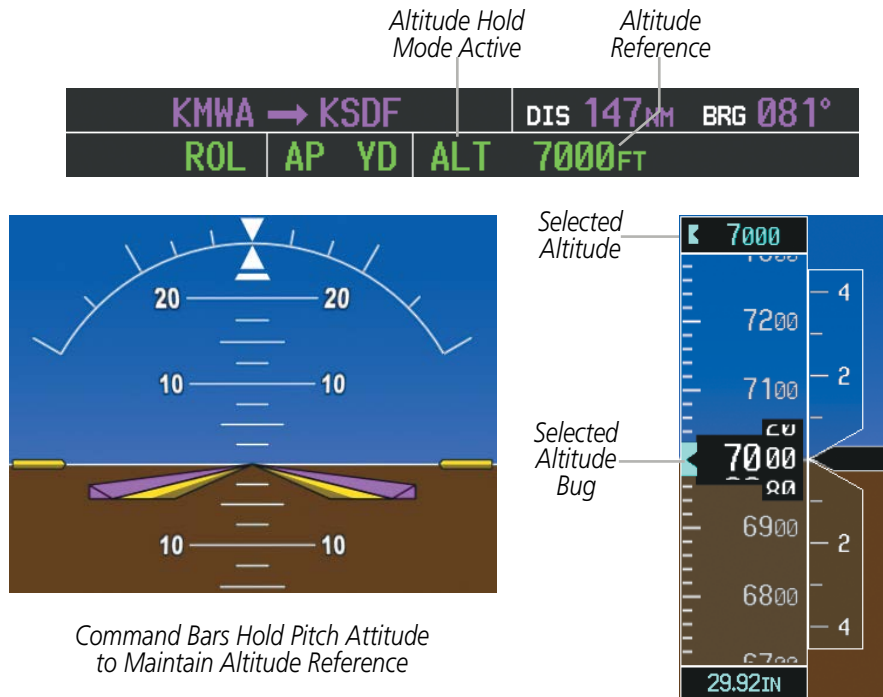 Altitude Hold
Mode Active
Altitude
Reference
KMWA → KSDF DIS 147NM BRG 081°
ROL AP YD ALT 7000FT
20 20
10 10
10 10
Command Bars Hold Pitch Attitude
to Maintain Altitude Reference
Selected
Altitude
7000
4
7200
7100 2
Selected
Altitude
Bug
7000
6900
2
6800
4
29.92IN